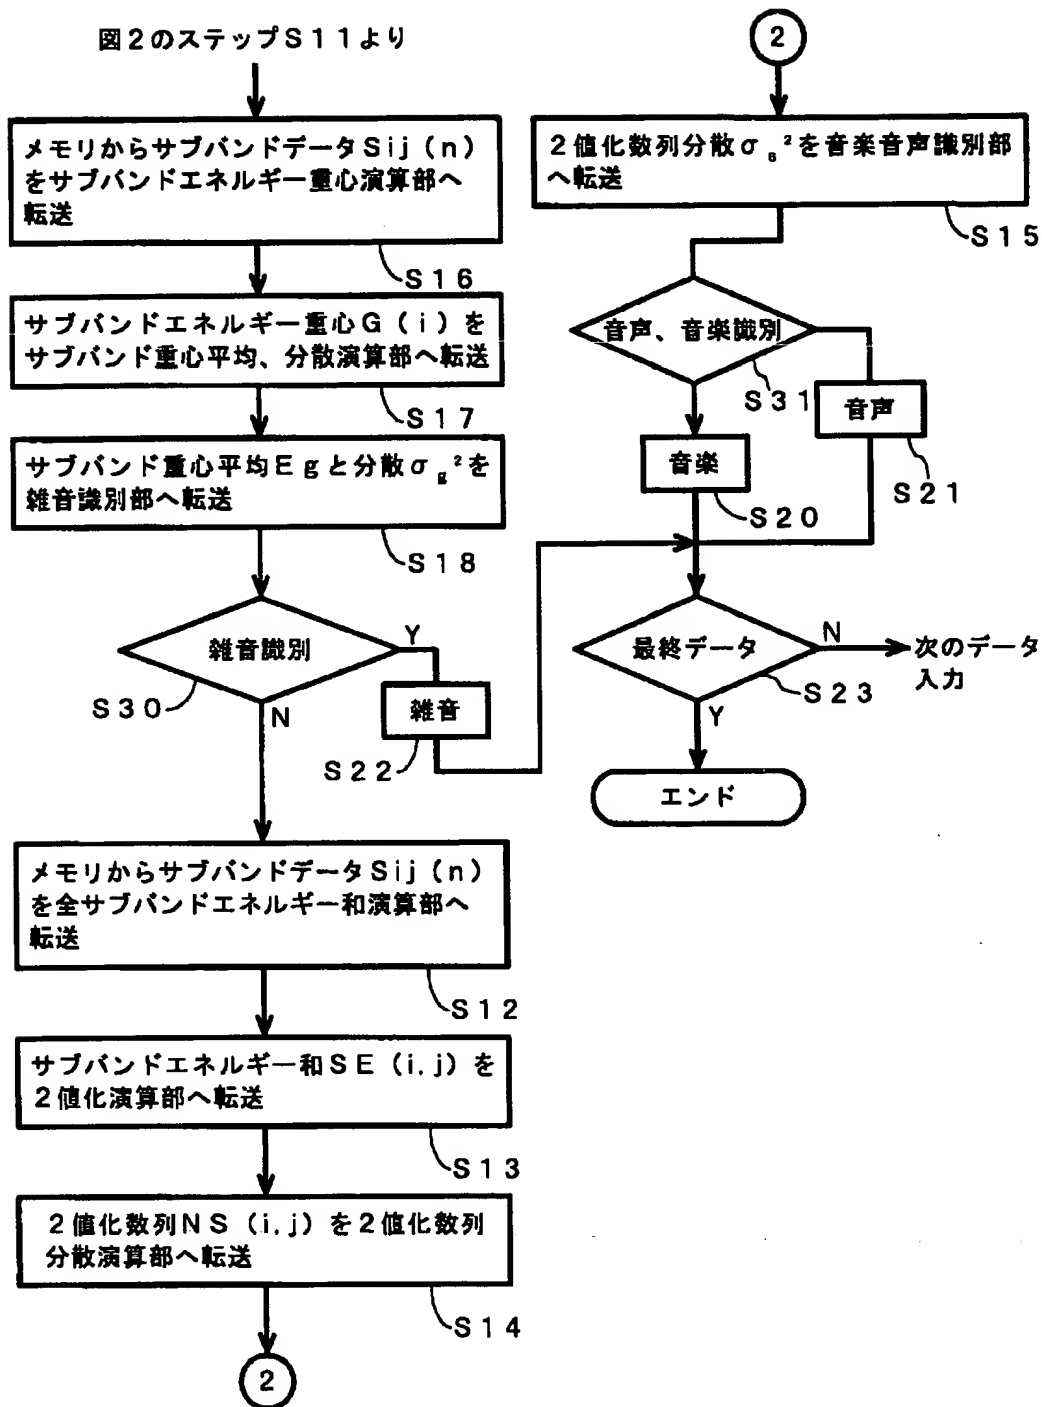 図2のステップS11より
メモリからサブバンドデータSij(n)
をサブバンドエネルギー重心演算部へ
転送
S16
サブバンドエネルギー重心G(i)を
サブバンド重心平均、分散演算部へ転送
S17
サブバンド重心平均Egと分散σg²を
雑音識別部へ転送
S18
雑音識別
Y
S30
N
雑音
S22
メモリからサブバンドデータSij(n)
を全サブバンドエネルギー和演算部へ
転送
S12
サブバンドエネルギー和SE(i,j)を
2値化演算部へ転送
S13
2値化数列NS(i,j)を2値化数列
分散演算部へ転送
S14
2
2
2値化数列分散σs²を音楽音声識別部
へ転送
S15
音声、音楽識別
S31
音声
S21
音楽
S20
最終データ
N
次のデータ
入力
S23
Y
エンド